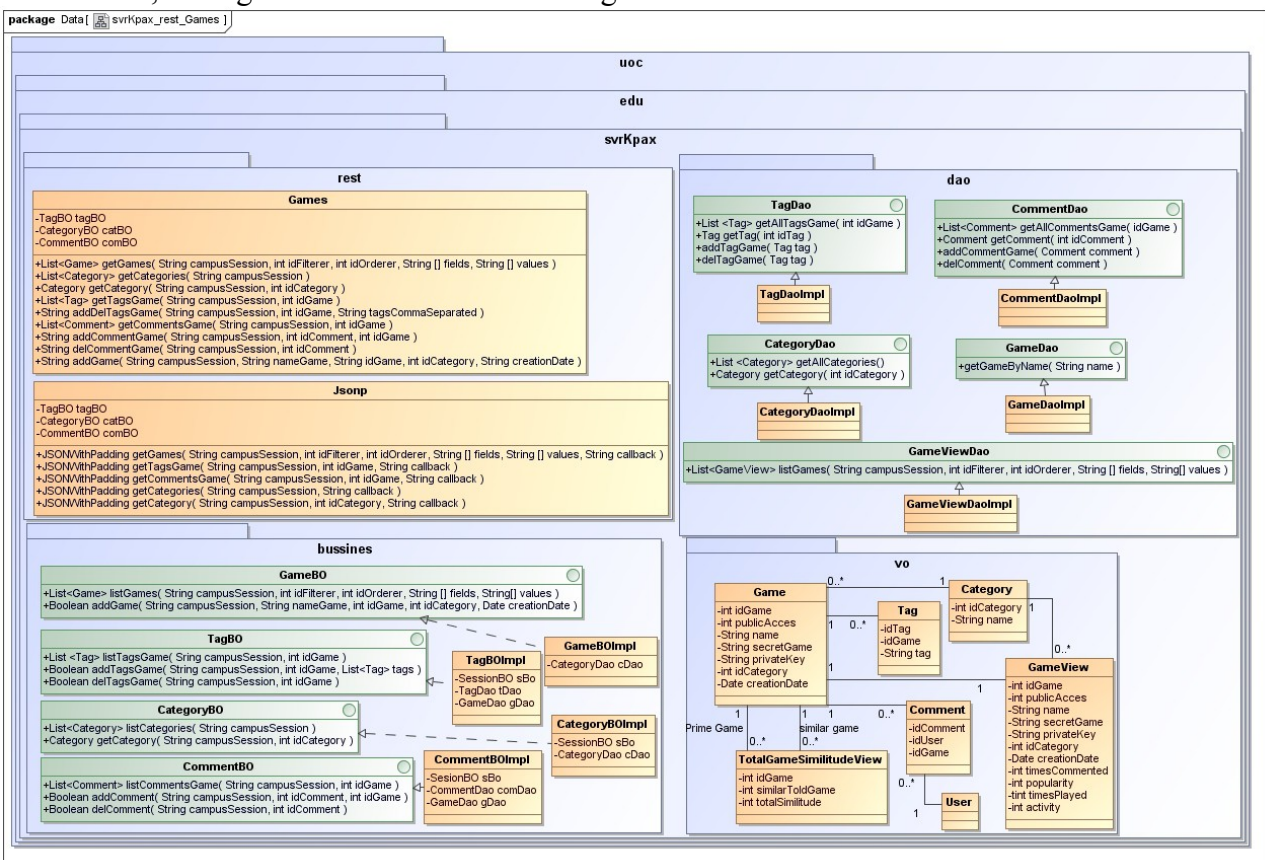 package Data[ svrKpax_rest_Games ]
uoc
edu
svrKpax
rest
Games
-TagBO tagBO
-CategoryBO catBO
-CommentBO comBO
+List<Game> getGames( String campusSession, int idFilterer, int idOrderer, String [] fields, String [] values )
+List<Category> getCategories( String campusSession )
+Category getCategory( String campusSession, int idCategory )
+List<Tag> getTagsGame( String campusSession, int idGame )
+String addDelTagsGame( String campusSession, int idGame, String tagsCommaSeparated )
+List<Comment> getCommentsGame( String campusSession, int idGame )
+String addCommentGame( String campusSession, int idComment, int idGame )
+String delCommentGame( String campusSession, int idComment )
+String addGame( String campusSession, String nameGame, String idGame, int idCategory, String creationDate )
Jsonp
-TagBO tagBO
-CategoryBO catBO
-CommentBO comBO
+JSONWithPadding getGames( String campusSession, int idFilterer, int idOrderer, String [] fields, String [] values, String callback )
+JSONWithPadding getTagsGame( String campusSession, int idGame, String callback )
+JSONWithPadding getCommentsGame( String campusSession, int idGame, String callback )
+JSONWithPadding getCategories( String campusSession, String callback )
+JSONWithPadding getCategory( String campusSession, int idCategory, String callback )
dao
TagDao
+List <Tag> getAllTagsGame( int idGame )
+Tag getTag( int idTag )
+addTagGame( Tag tag )
+delTagGame( Tag tag )
TagDaoImpl
CommentDao
+List<Comment> getAllCommentsGame( idGame )
+Comment getComment( int idComment )
+addCommentGame( Comment comment )
+delComment( Comment comment )
CommentDaoImpl
CategoryDao
+List <Category> getAllCategories()
+Category getCategory( int idCategory )
CategoryDaoImpl
GameDao
+getGameByName( String name )
GameDaoImpl
GameViewDao
+List<GameView> listGames( String campusSession, int idFilterer, int idOrderer, String [] fields, String[] values )
GameViewDaoImpl
bussines
GameBO
+List<Game> listGames( String campusSession, int idFilterer, int idOrderer, String [] fields, String[] values )
+Boolean addGame( String campusSession, String nameGame, int idGame, int idCategory, Date creationDate )
TagBO
+List <Tag> listTagsGame( String campusSession, int idGame )
+Boolean addTagsGame( String campusSession, int idGame, List<Tag> tags )
+Boolean delTagsGame( String campusSession, int idGame )
CategoryBO
+List<Category> listCategories( String campusSession )
+Category getCategory( String campusSession, int idCategory )
CommentBO
+List<Comment> listCommentsGame( String campusSession, int idGame )
+Boolean addComment( String campusSession, int idComment, int idGame )
+Boolean delComment( String campusSession, int idComment )
GameBOImpl
-CategoryDao cDao
TagBOImpl
-SessionBO sBo
-TagDao tDao
-GameDao gDao
CategoryBOImpl
-SessionBO sBo
-CategoryDao cDao
CommentBOImpl
-SesionBO sBo
-CommentDao comDao
-GameDao gDao
vo
Game
-int idGame
-int publicAcces
-String name
-String secretGame
-String privateKey
-int idCategory
-Date creationDate
0..*
1
Category
-int idCategory
-String name
1
0..*
Tag
-idTag
-idGame
-String tag
1
0..*
GameView
-int idGame
-int publicAcces
-String name
-String secretGame
-String privateKey
-int idCategory
-Date creationDate
-int timesCommented
-int popularity
-tint timesPlayed
-int activity
1
1
Comment
-idComment
-idUser
-idGame
1
0..*
Prime Game
1
0..*
similar game
1
0..*
TotalGameSimilitudeView
-int idGame
-int similarToIdGame
-int totalSimilitude
0..*
1
User